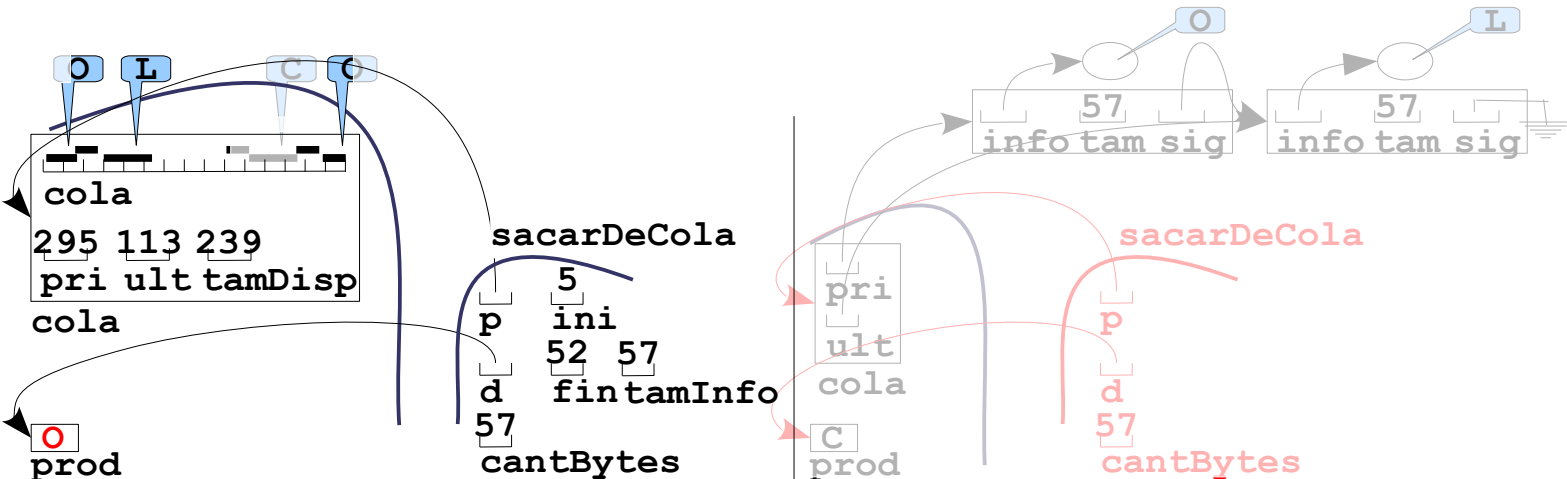 O L C O
cola
295 113 239
pri ult tamDisp
cola
sacarDeCola
5
p ini
52 57
d fin tamInfo
57
cantBytes
O
prod
O L
57 57
info tam sig info tam sig
pri
ult
cola
C
prod
sacarDeCola
p
d
57
cantBytes